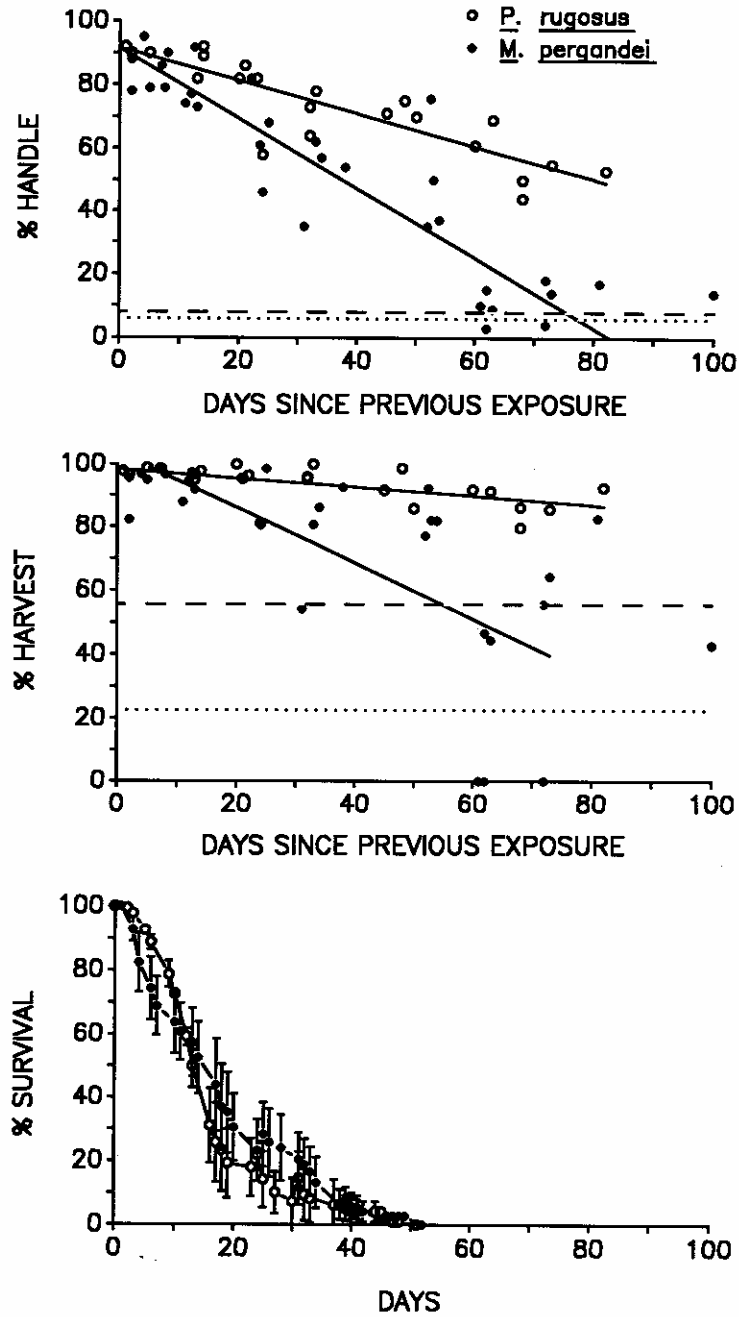 P. rugosus
M. pergandei
% HANDLE
100
80
60
40
20
0
0 20 40 60 80 100
DAYS SINCE PREVIOUS EXPOSURE
% HARVEST
100
80
60
40
20
0
0 20 40 60 80 100
DAYS SINCE PREVIOUS EXPOSURE
% SURVIVAL
100
80
60
40
20
0
0 20 40 60 80 100
DAYS